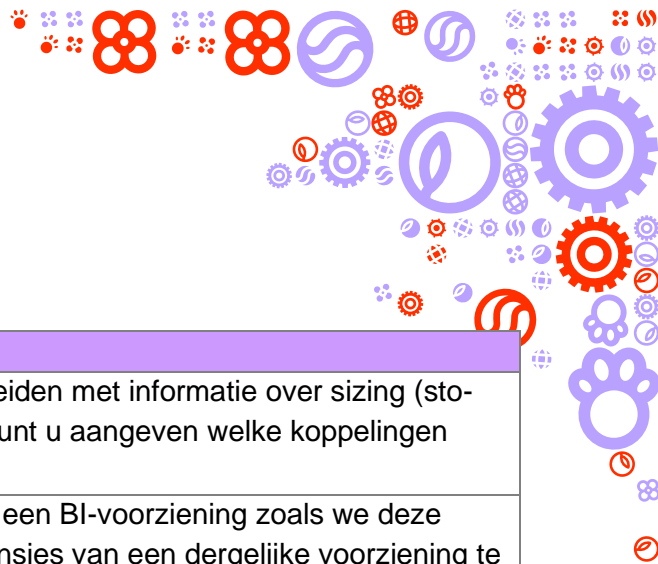 eiden met informatie over sizing (sto-
unt u aangeven welke koppelingen
een BI-voorziening zoals we deze
nsies van een dergelijke voorziening te